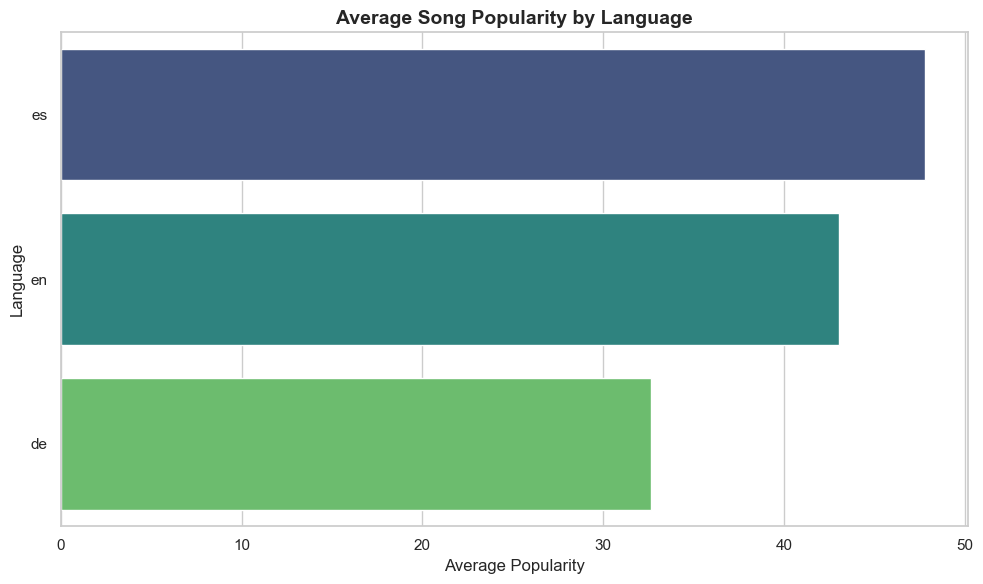 Average Song Popularity by Language
es
en
de
Language
0 10 20 30 40 50
Average Popularity